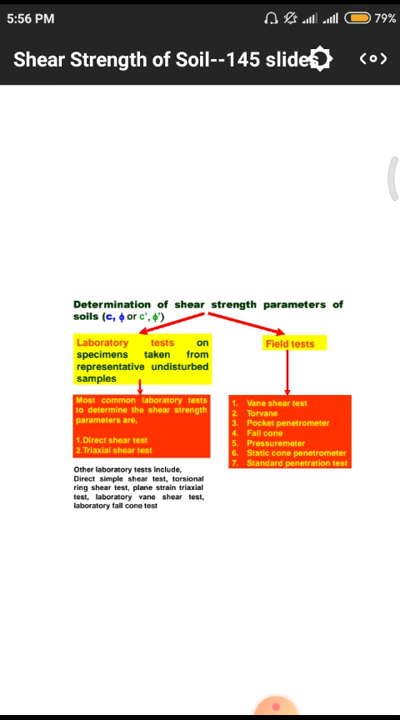 5:56 PM
79%
Shear Strength of Soil--145 slides
Determination of shear strength parameters of
soils (c, ϕ or c', ϕ')
Laboratory tests on
specimens taken from
representative undisturbed
samples
Field tests
Most common laboratory tests
to determine the shear strength
parameters are,
1.Direct shear test
2.Triaxial shear test
1. Vane shear test
2. Torvane
3. Pocket penetrometer
4. Fall cone
5. Pressuremeter
6. Static cone penetrometer
7. Standard penetration test
Other laboratory tests include,
Direct simple shear test, torsional
ring shear test, plane strain triaxial
test, laboratory vane shear test,
laboratory fall cone test